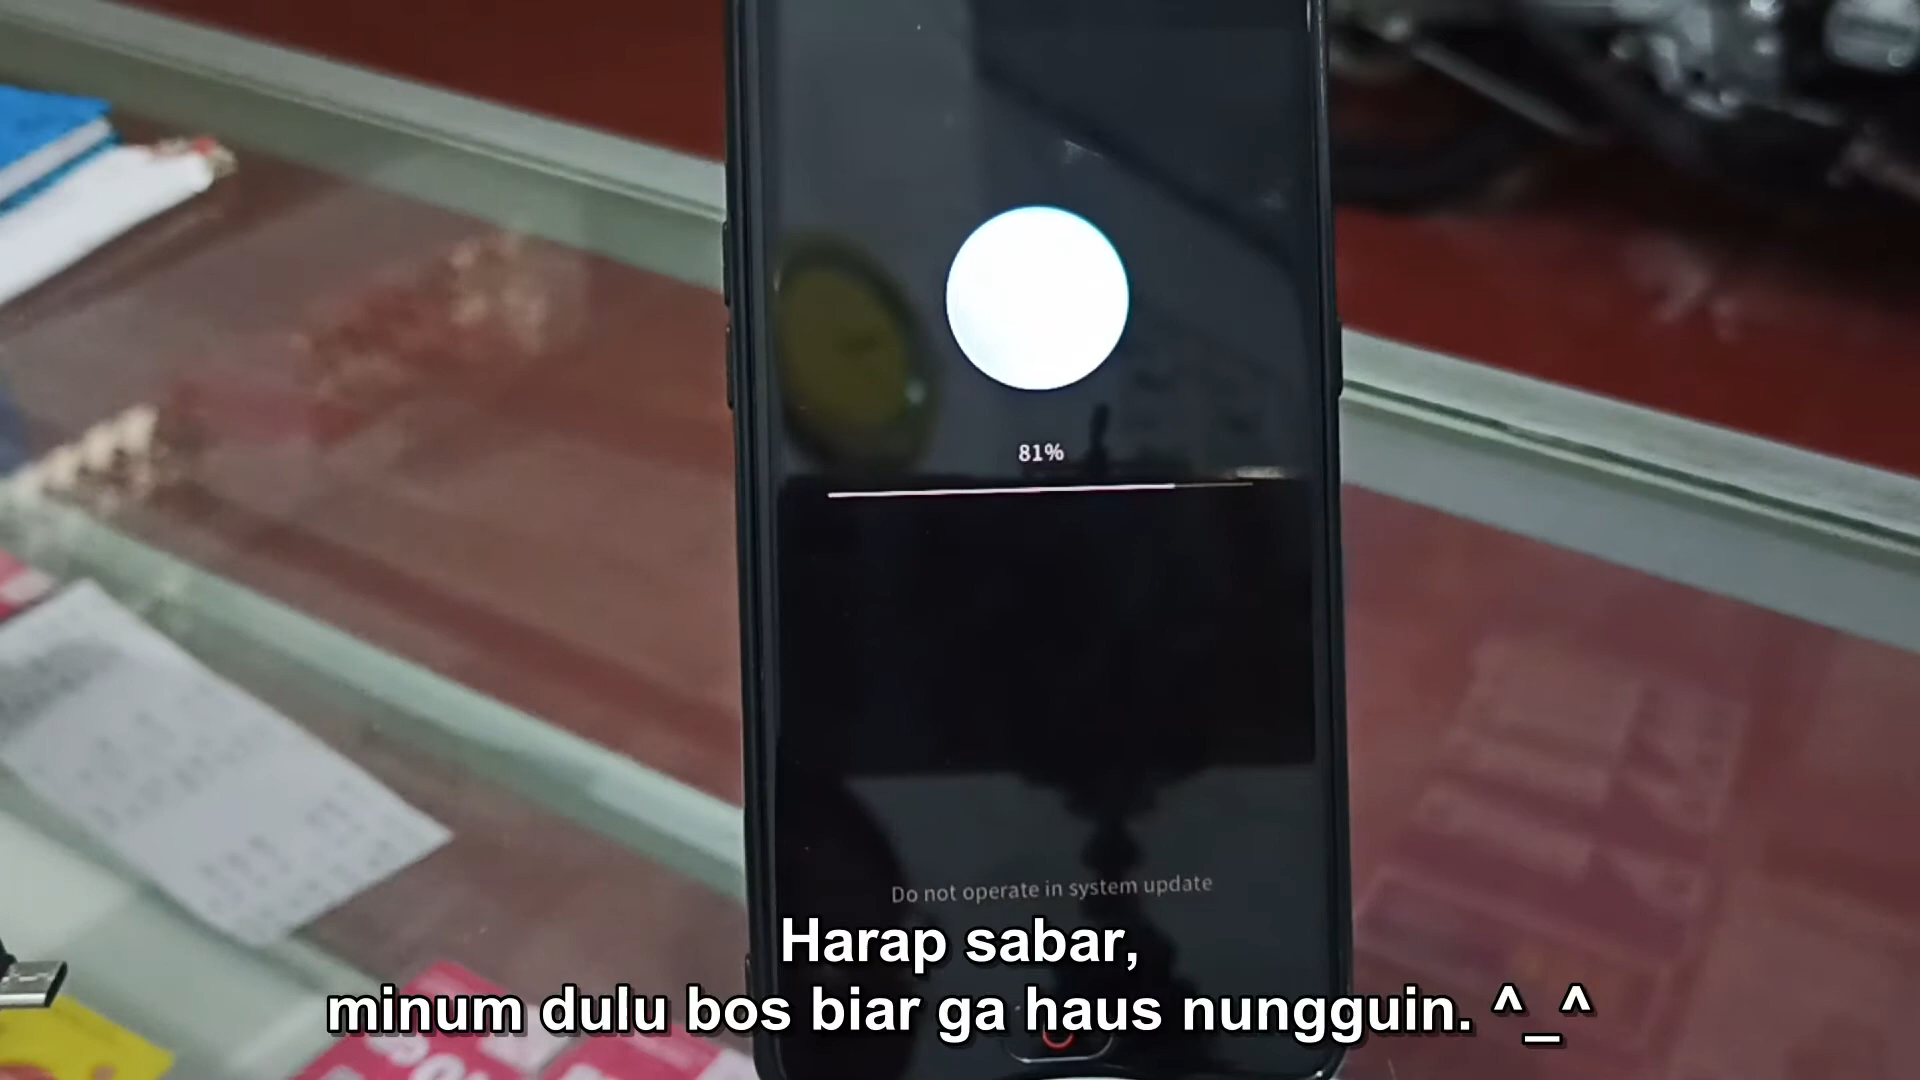 81%
Do not operate in system update
Harap sabar,
minum dulu bos biar ga haus nungguin. ^_^